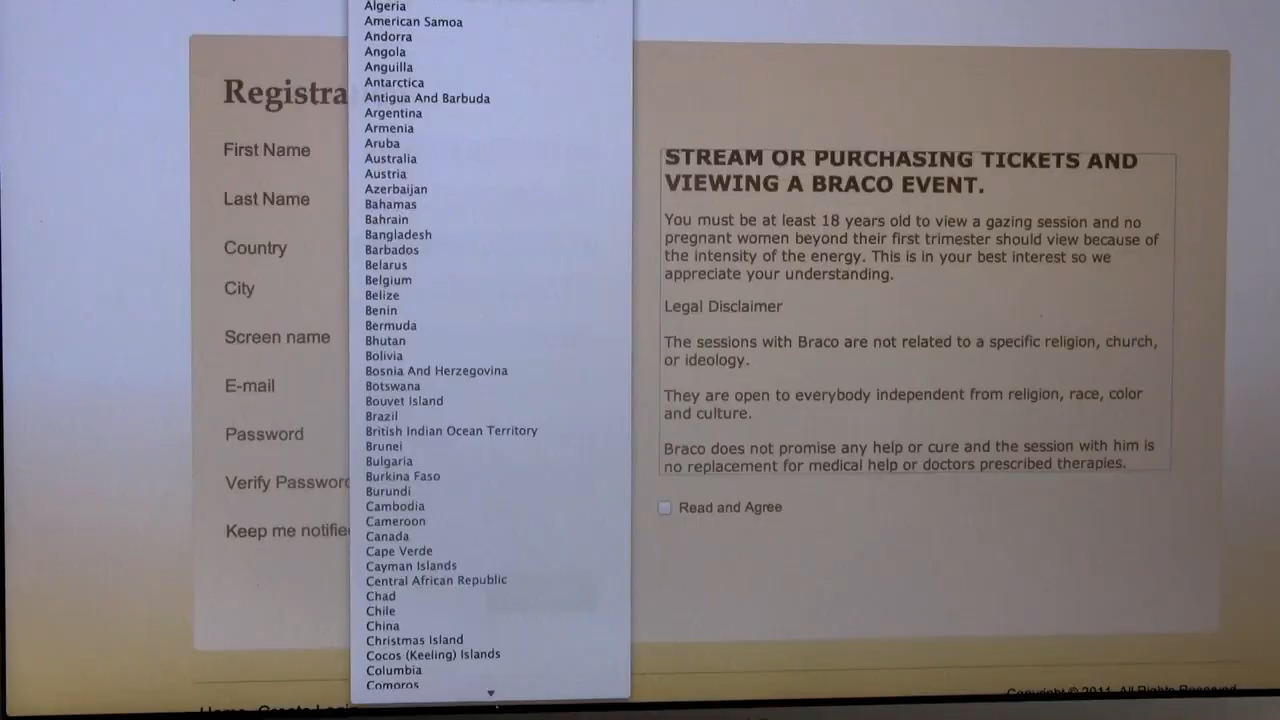 Algeria
American Samoa
Andorra
Angola
Anguilla
Antarctica
Antigua And Barbuda
Argentina
Armenia
Aruba
Australia
Austria
Azerbaijan
Bahamas
Bahrain
Bangladesh
Barbados
Belarus
Belgium
Belize
Benin
Bermuda
Bhutan
Bolivia
Bosnia And Herzegovina
Botswana
Bouvet Island
Brazil
British Indian Ocean Territory
Brunei
Bulgaria
Burkina Faso
Burundi
Cambodia
Cameroon
Canada
Cape Verde
Cayman Islands
Central African Republic
Chad
Chile
China
Christmas Island
Cocos (Keeling) Islands
Columbia
Comoros
Registra
First Name
Last Name
Country
City
Screen name
E-mail
Password
Verify Password
Keep me notifie
STREAM OR PURCHASING TICKETS AND
VIEWING A BRACO EVENT.
You must be at least 18 years old to view a gazing session and no
pregnant women beyond their first trimester should view because of
the intensity of the energy. This is in your best interest so we
appreciate your understanding.
Legal Disclaimer
The sessions with Braco are not related to a specific religion, church,
or ideology.
They are open to everybody independent from religion, race, color
and culture.
Braco does not promise any help or cure and the session with him is
no replacement for medical help or doctors prescribed therapies.
Read and Agree
Copyright © 2011 All Rights Reserved
Home Create Login